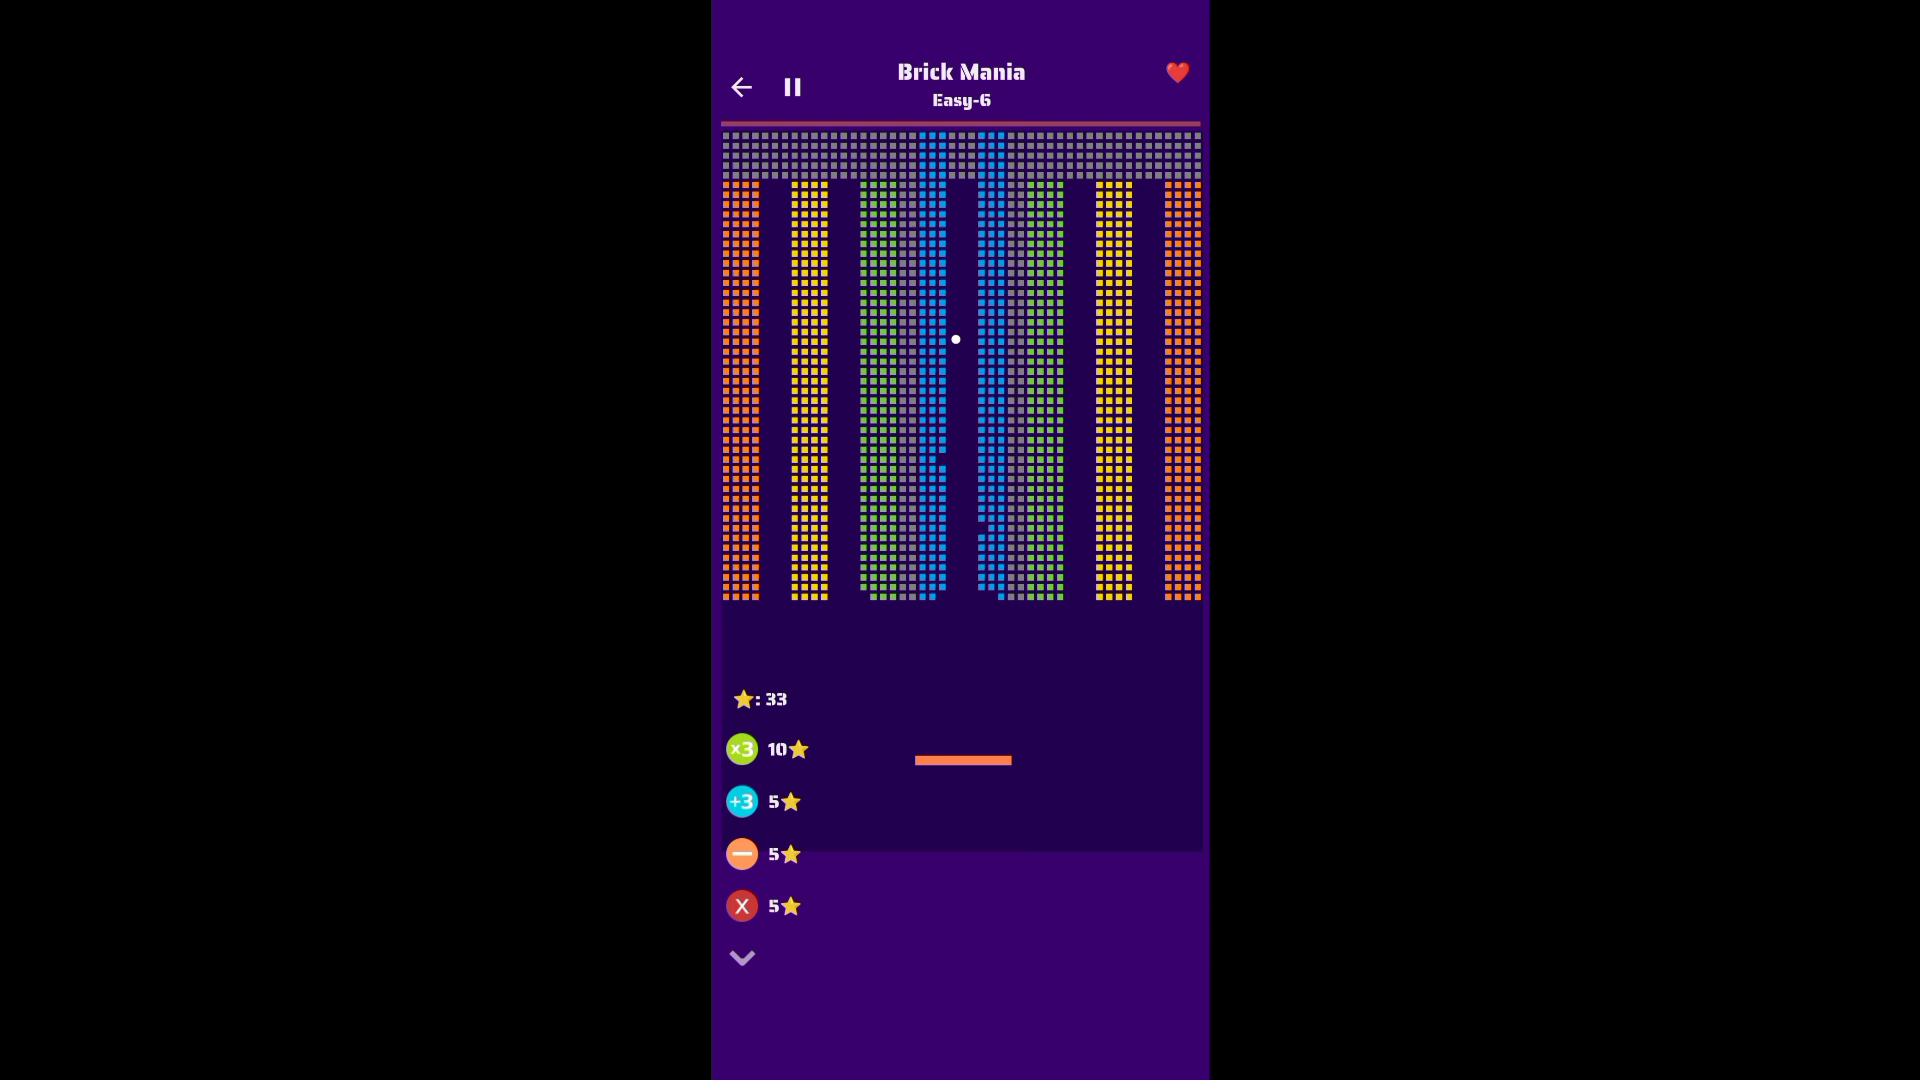 Brick Mania
Easy-6
⭐: 33
x3 10⭐
+3 5⭐
5⭐
X 5⭐